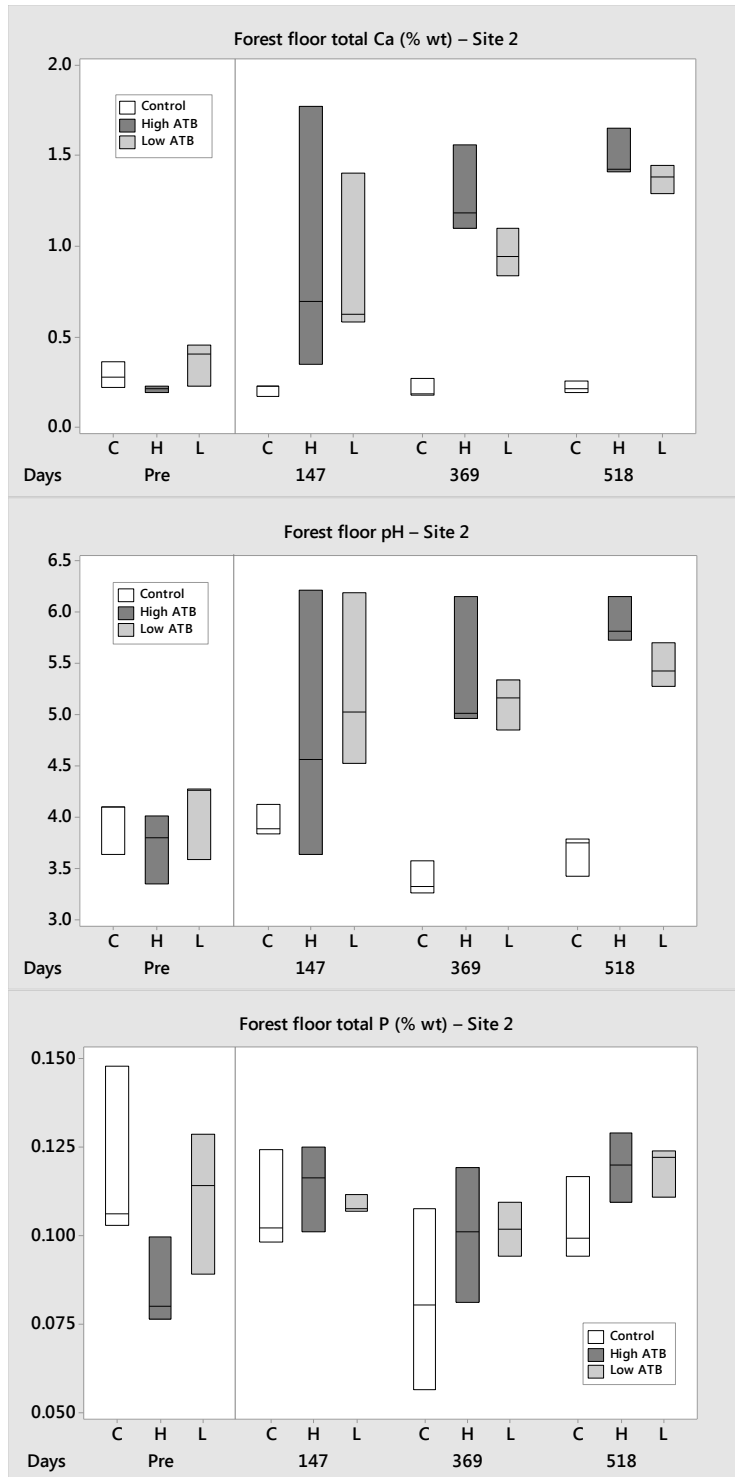 Forest floor total Ca (% wt) – Site 2
2.0
1.5
1.0
0.5
0.0
Control
High ATB
Low ATB
C H L C H L C H L C H L
Days Pre 147 369 518
Forest floor pH – Site 2
6.5
6.0
5.5
5.0
4.5
4.0
3.5
3.0
Control
High ATB
Low ATB
C H L C H L C H L C H L
Days Pre 147 369 518
Forest floor total P (% wt) – Site 2
0.150
0.125
0.100
0.075
0.050
Control
High ATB
Low ATB
C H L C H L C H L C H L
Days Pre 147 369 518